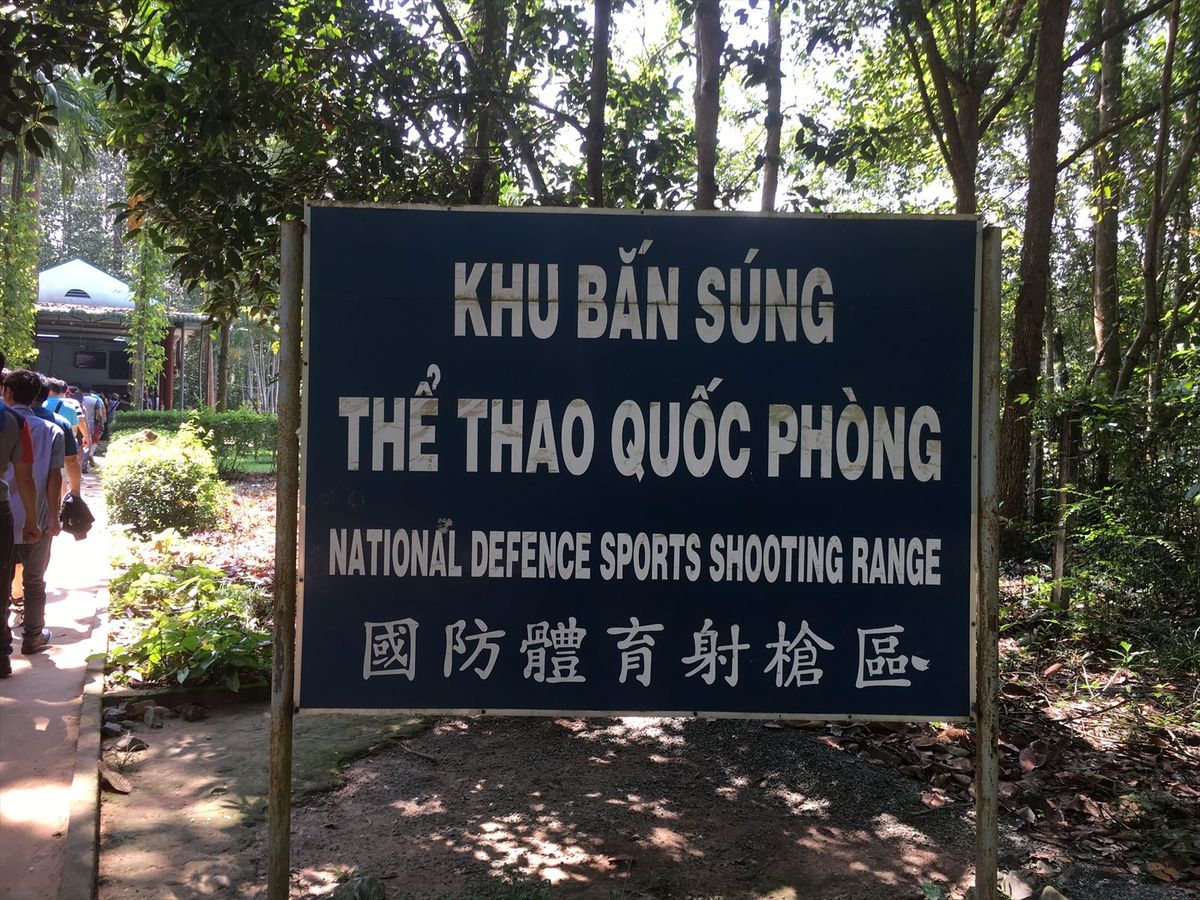 KHU BẮN SÚNG
THỂ THAO QUỐC PHÒNG
NATIONAL DEFENCE SPORTS SHOOTING RANGE
國防體育射槍區